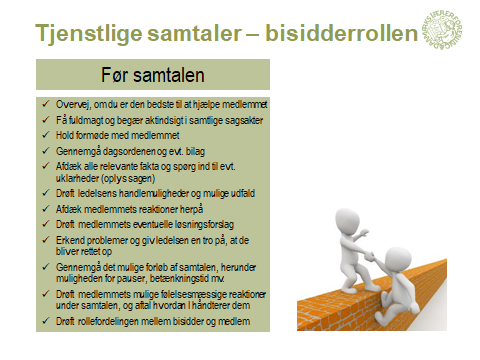 Tjenstlige samtaler – bisidderrollen
Før samtalen
✓ Overvej, om du er den bedste til at hjælpe medlemmet
✓ Få fuldmagt og begær aktindsigt i samtlige sagsakter
✓ Hold formøde med medlemmet
✓ Gennemgå dagsordenen og evt. bilag
✓ Afdæk alle relevante fakta og spørg ind til evt.
uklarheder (oplys sagen)
✓ Drøft ledelsens handlemuligheder og mulige udfald
✓ Afdæk medlemmets reaktioner herpå
✓ Drøft medlemmets eventuelle løsningsforslag
✓ Erkend problemer og giv ledelsen en tro på, at de
bliver rettet op
✓ Gennemgå det mulige forløb af samtalen, herunder
muligheden for pauser, betænkningstid mv.
✓ Drøft medlemmets mulige følelsesmæssige reaktioner
under samtalen, og aftal hvordan I håndterer dem
✓ Drøft rollefordelingen mellem bisidder og medlem